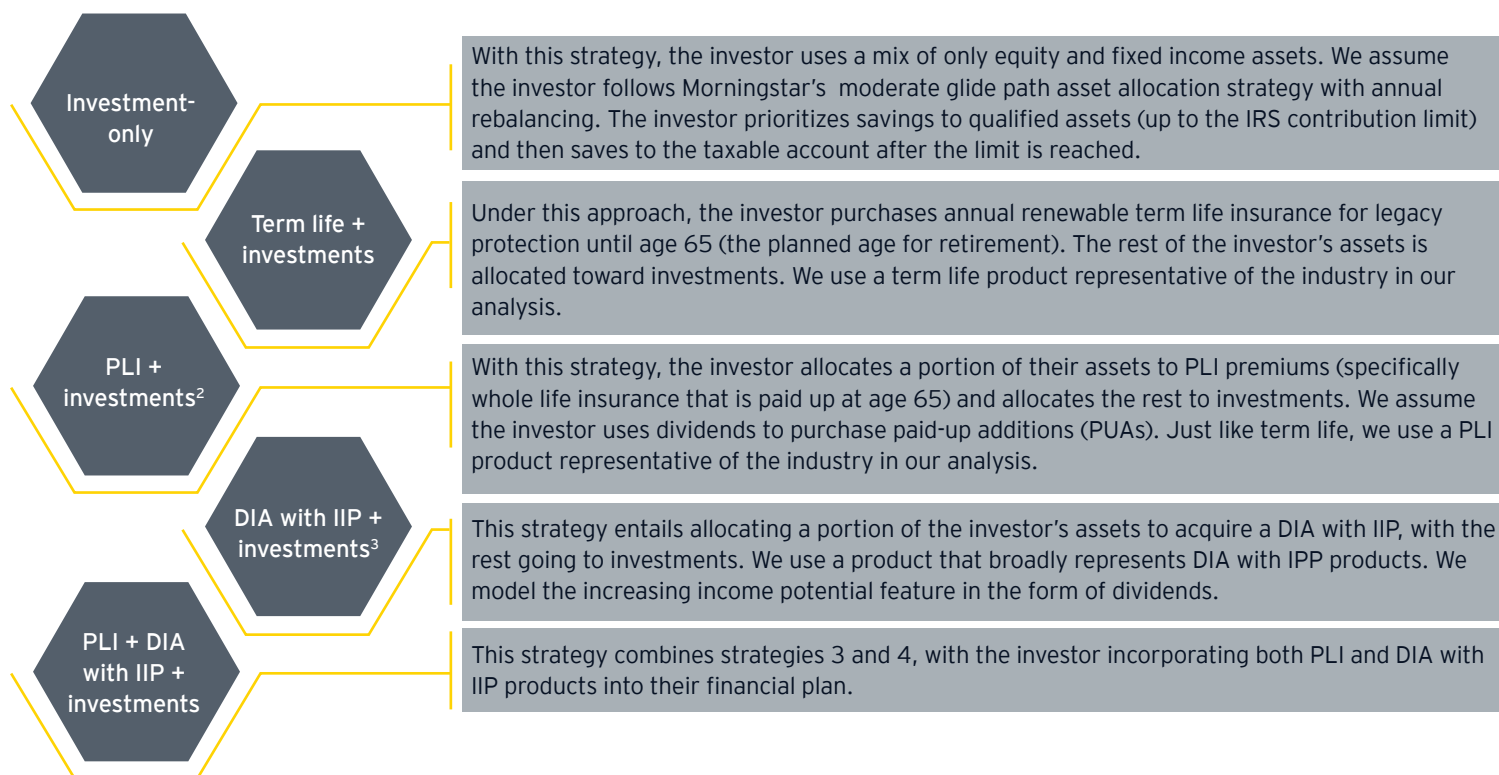 Investment-
only
With this strategy, the investor uses a mix of only equity and fixed income assets. We assume
the investor follows Morningstar's  moderate glide path asset allocation strategy with annual
rebalancing. The investor prioritizes savings to qualified assets (up to the IRS contribution limit)
and then saves to the taxable account after the limit is reached.
Term life +
investments
Under this approach, the investor purchases annual renewable term life insurance for legacy
protection until age 65 (the planned age for retirement). The rest of the investor's assets is
allocated toward investments. We use a term life product representative of the industry in our
analysis.
PLI +
investments²
With this strategy, the investor allocates a portion of their assets to PLI premiums (specifically
whole life insurance that is paid up at age 65) and allocates the rest to investments. We assume
the investor uses dividends to purchase paid-up additions (PUAs). Just like term life, we use a PLI
product representative of the industry in our analysis.
DIA with IIP +
investments³
This strategy entails allocating a portion of the investor's assets to acquire a DIA with IIP, with the
rest going to investments. We use a product that broadly represents DIA with IPP products. We
model the increasing income potential feature in the form of dividends.
PLI + DIA
with IIP +
investments
This strategy combines strategies 3 and 4, with the investor incorporating both PLI and DIA with
IIP products into their financial plan.